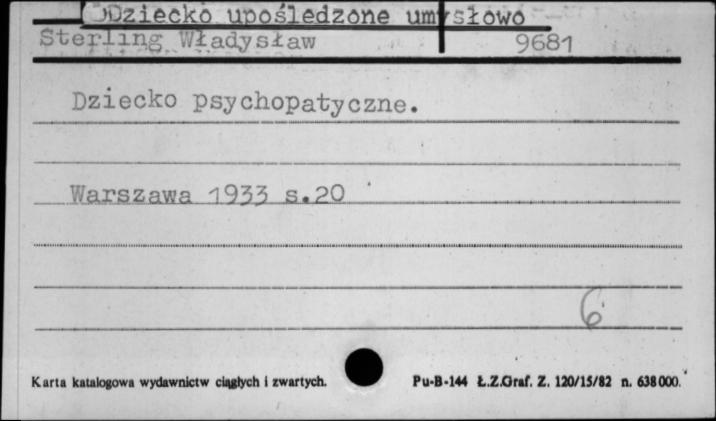 Dziecko upośledzone umysłowo
Sterling Władysław 9681
Dziecko psychopatyczne.
Warszawa 1933 s.20
6
Karta katalogowa wydawnictw ciągłych i zwartych. Pu-B-144 Ł.Z.Graf. Z. 120/15/82 n. 638000.